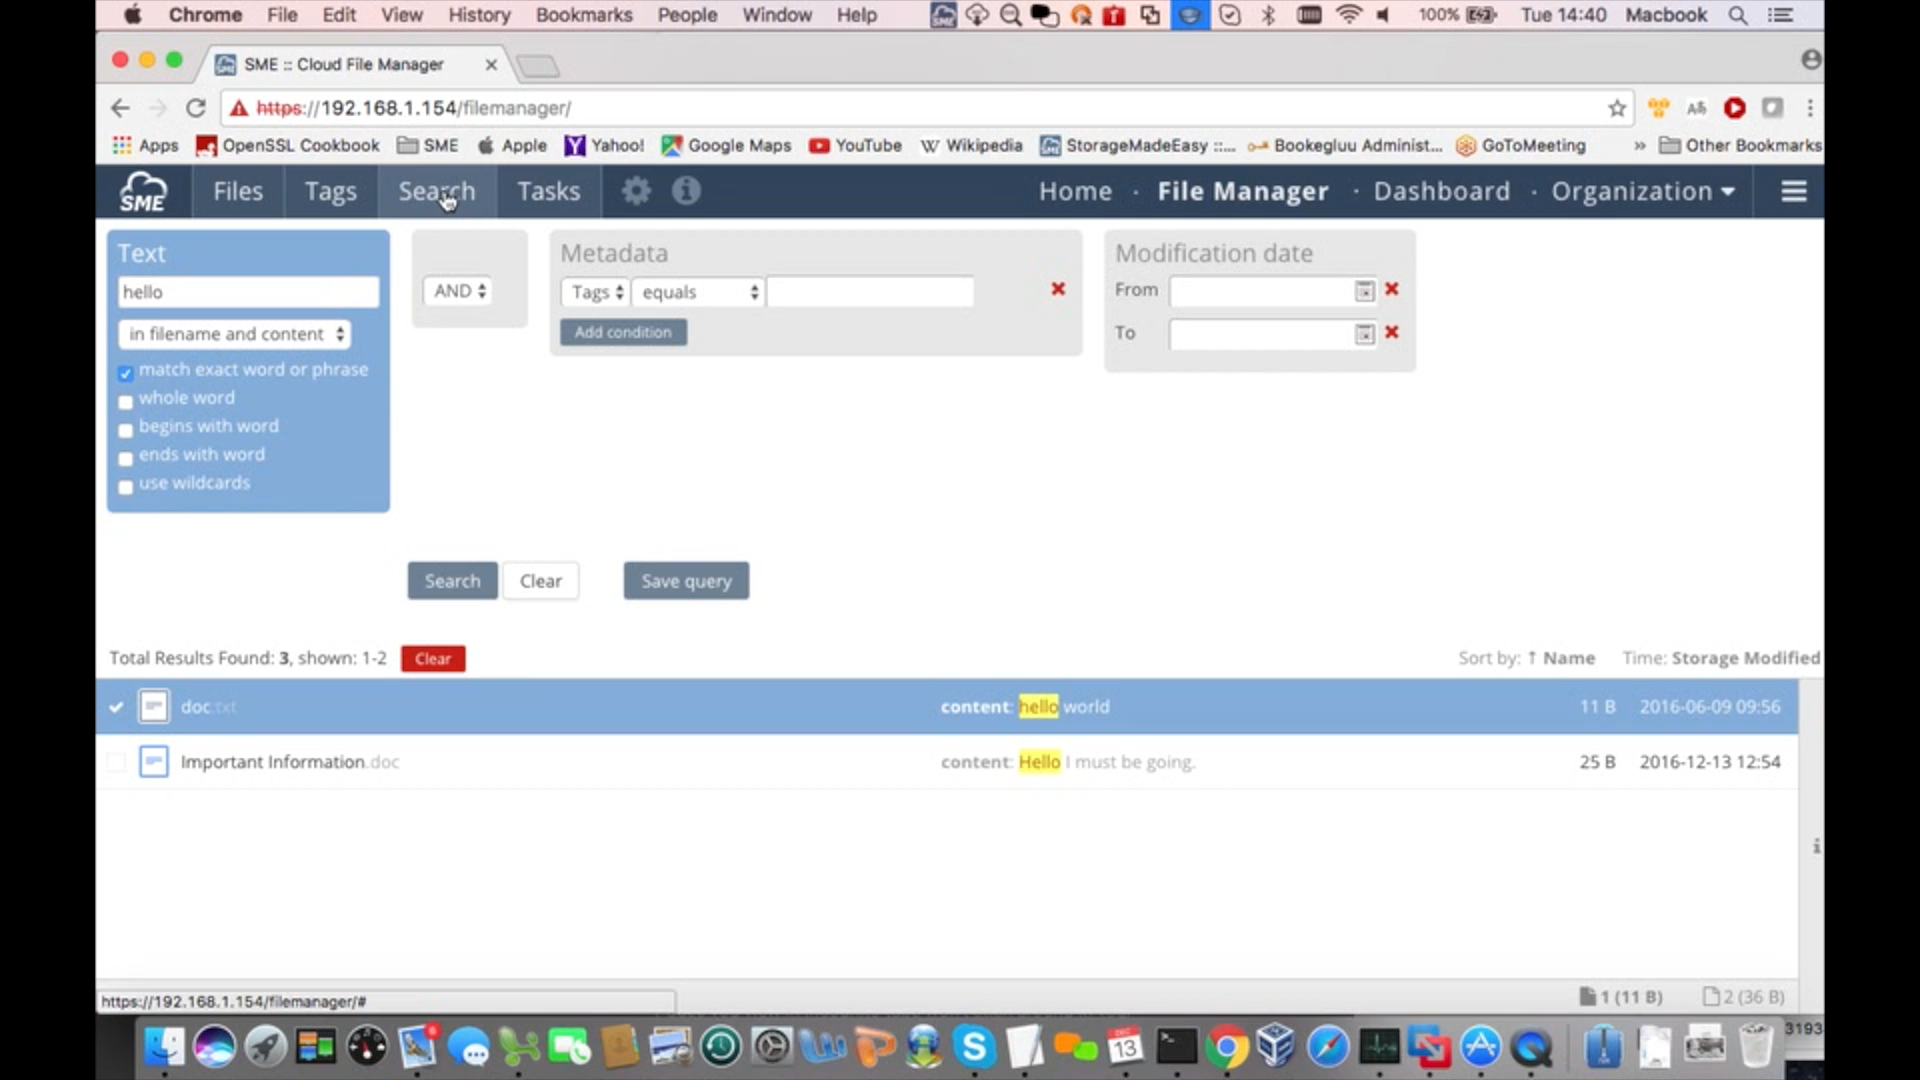 Chrome File Edit View History Bookmarks People Window Help 100% Tue 14:40 Macbook
SME :: Cloud File Manager
https://192.168.1.154/filemanager/
Apps OpenSSL Cookbook SME Apple Yahoo! Google Maps YouTube Wikipedia StorageMadeEasy ::... Bookegluu Administ... GoToMeeting » Other Bookmarks
SME Files Tags Search Tasks Home · File Manager · Dashboard · Organization
Text Metadata Modification date
hello AND Tags equals From
in filename and content Add condition To
match exact word or phrase
whole word
begins with word
ends with word
use wildcards
Search Clear Save query
Total Results Found: 3, shown: 1-2 Clear Sort by: ↑ Name Time: Storage Modified
doc.txt content: hello world 11 B 2016-06-09 09:56
Important Information.doc content: Hello I must be going. 25 B 2016-12-13 12:54
https://192.168.1.154/filemanager/# 1 (11 B) 2 (36 B)
DEC
13
3193